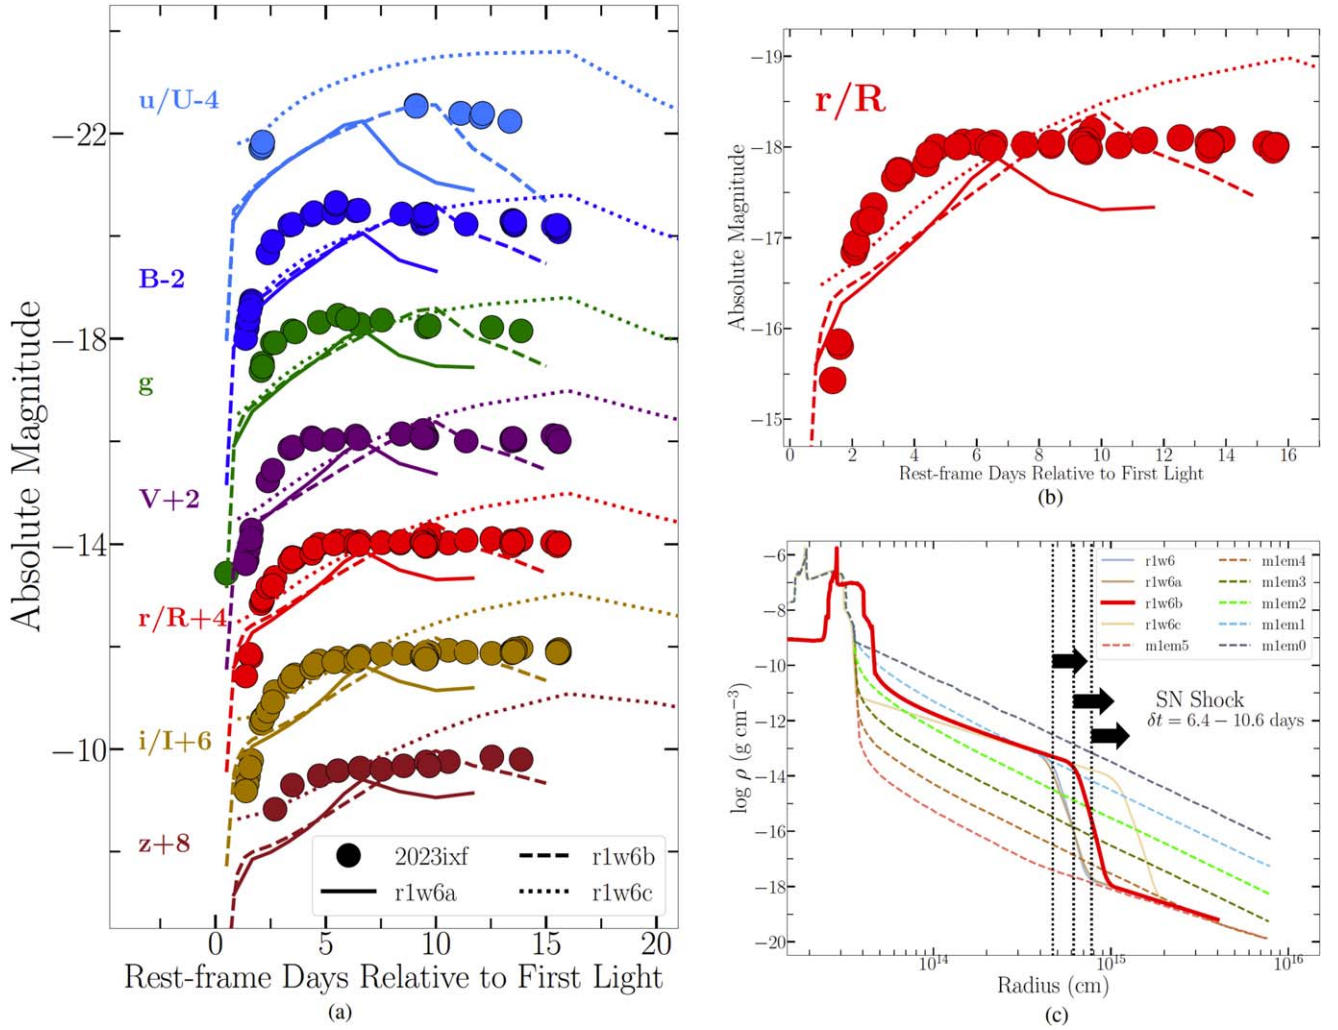 Absolute Magnitude
−22
−18
−14
−10
u/U-4
B-2
g
V+2
r/R+4
i/I+6
z+8
2023ixf
r1w6a
r1w6b
r1w6c
0 5 10 15 20
Rest-frame Days Relative to First Light
(a)
r/R
Absolute Magnitude
−19
−18
−17
−16
−15
0 2 4 6 8 10 12 14 16
Rest-frame Days Relative to First Light
(b)
log ρ (g cm⁻³)
−6
−8
−10
−12
−14
−16
−18
−20
r1w6
r1w6a
r1w6b
r1w6c
m1em5
m1em4
m1em3
m1em2
m1em1
m1em0
SN Shock
δt = 6.4 − 10.6 days
10¹⁴ 10¹⁵ 10¹⁶
Radius (cm)
(c)